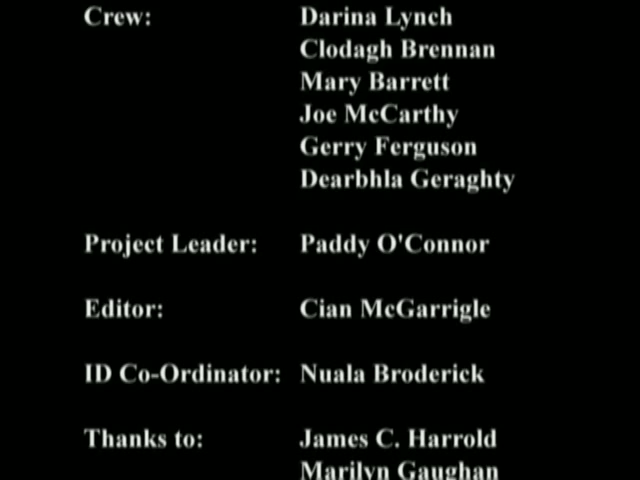 Crew: Darina Lynch
Clodagh Brennan
Mary Barrett
Joe McCarthy
Gerry Ferguson
Dearbhla Geraghty
Project Leader: Paddy O'Connor
Editor: Cian McGarrigle
ID Co-Ordinator: Nuala Broderick
Thanks to: James C. Harrold
Marilyn Gaughan